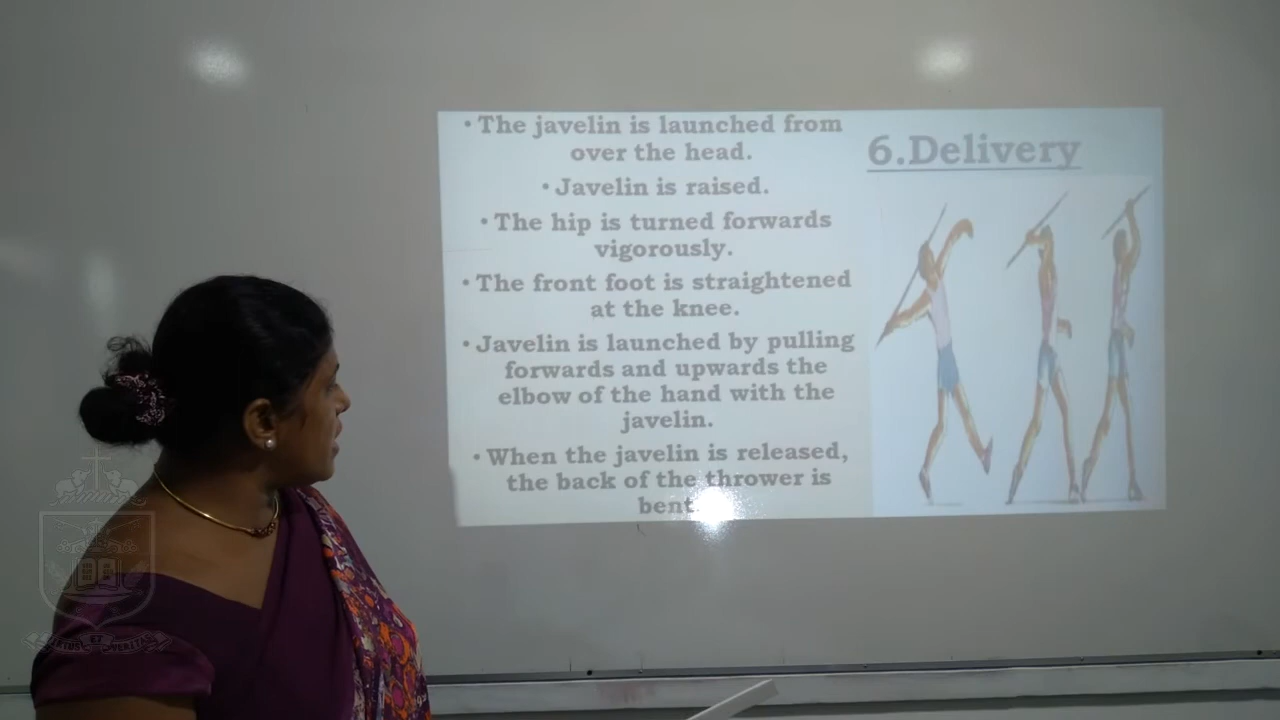 • The javelin is launched from
over the head.
• Javelin is raised.
• The hip is turned forwards
vigorously.
• The front foot is straightened
at the knee.
• Javelin is launched by pulling
forwards and upwards the
elbow of the hand with the
javelin.
• When the javelin is released,
the back of the thrower is
bent.
6.Delivery
ET
VERITAS